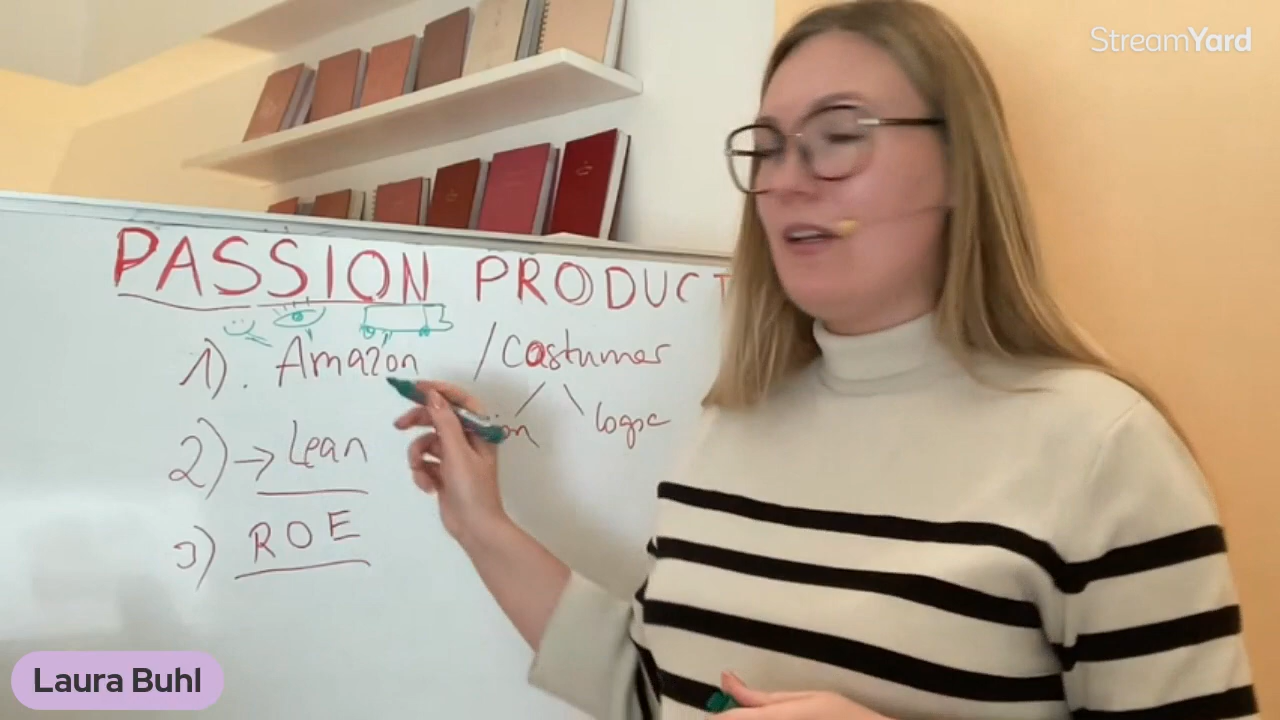 StreamYard
PASSION PRODUCT
1). Amazon / Costumer
logic
2) → Lean
3) ROE
Laura Buhl